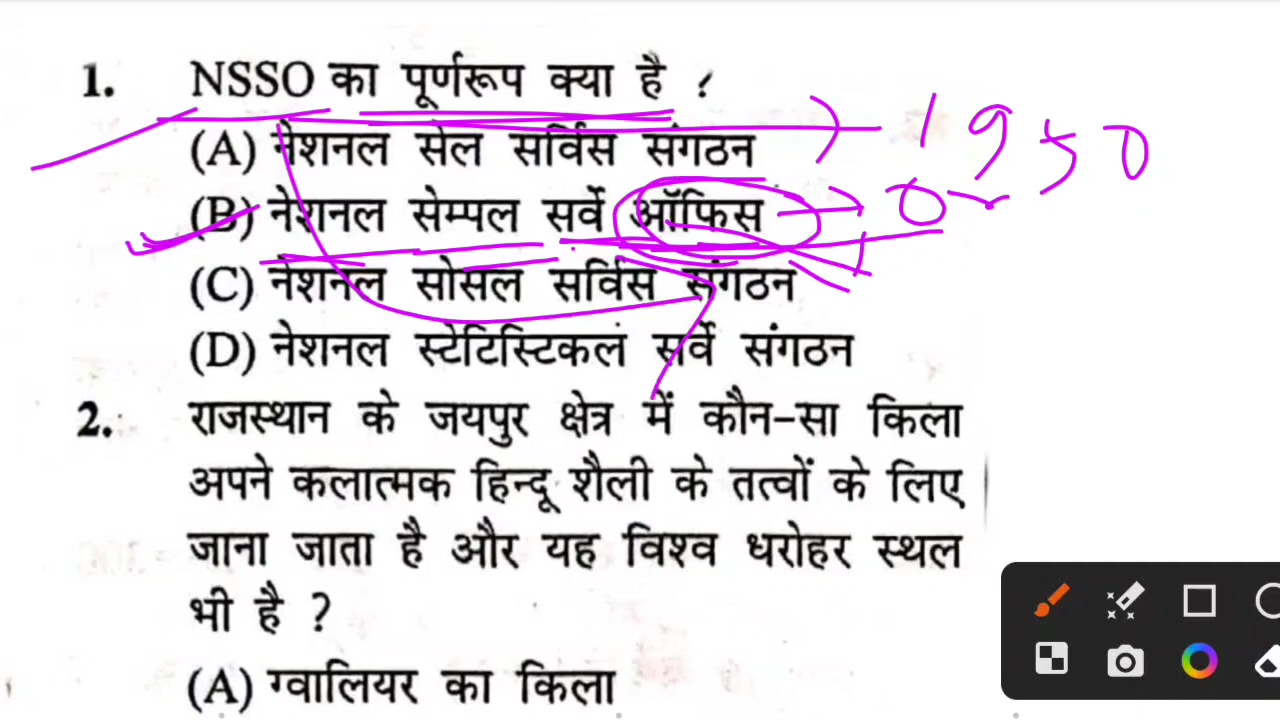 1. NSSO का पूर्णरूप क्या है ?
(A) नेशनल सेल सर्विस संगठन
1950
(B) नेशनल सेम्पल सर्वे ऑफिस
(C) नेशनल सोसल सर्विस संगठन
(D) नेशनल स्टेटिस्टिकल सर्वे संगठन
2. राजस्थान के जयपुर क्षेत्र में कौन-सा किला
अपने कलात्मक हिन्दू शैली के तत्वों के लिए
जाना जाता है और यह विश्व धरोहर स्थल
भी है ?
(A) ग्वालियर का किला